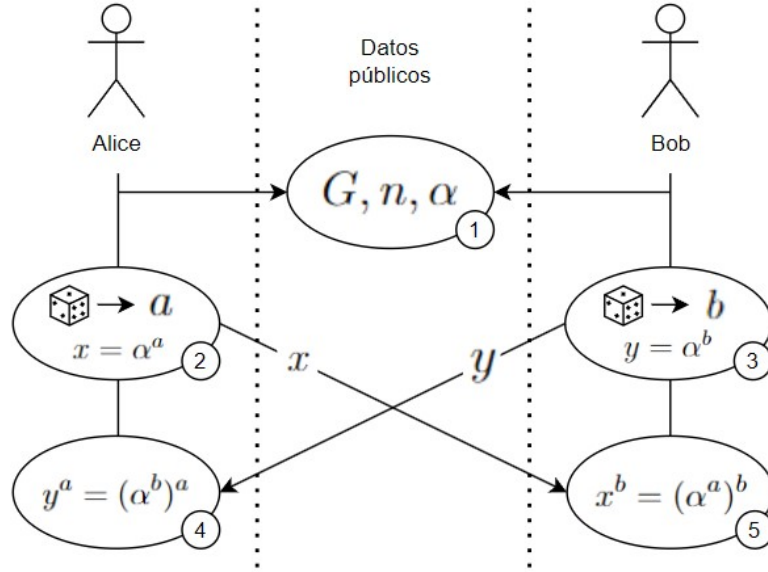 Datos
públicos
Alice
Bob
G, n, α
1
a
x = α^a
2
b
y = α^b
3
x
y
y^a = (α^b)^a
4
x^b = (α^a)^b
5